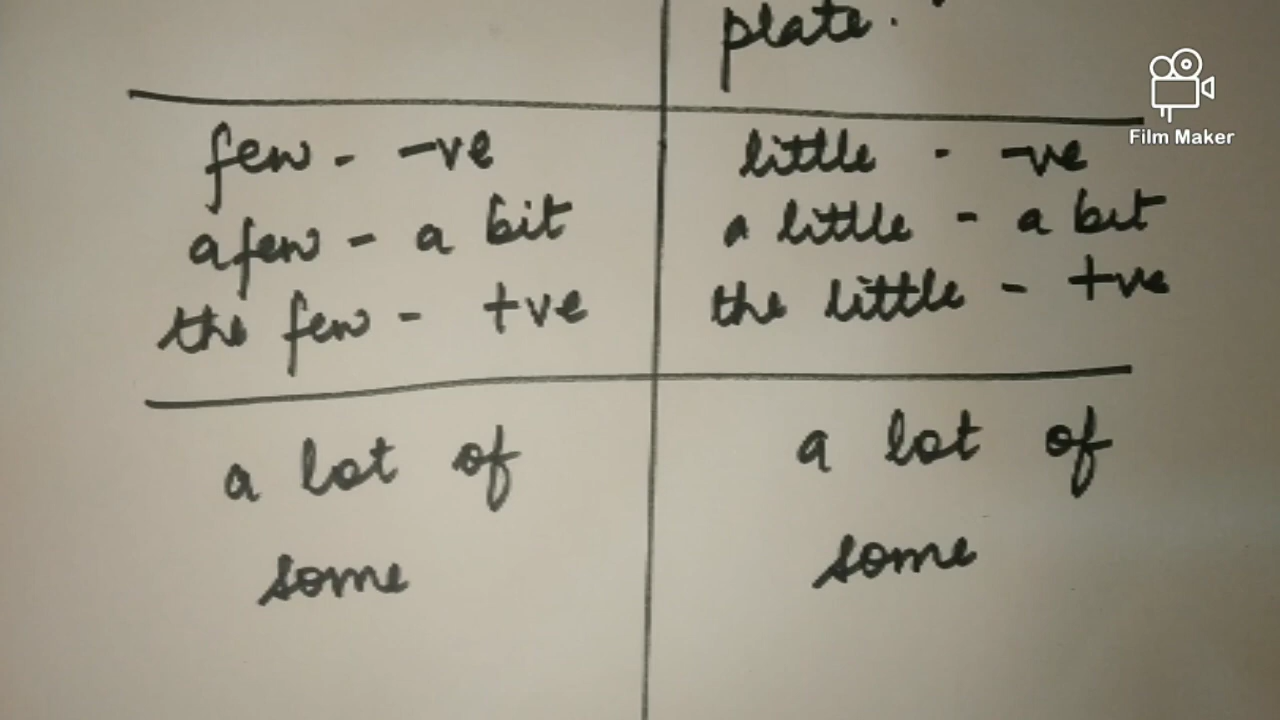 plate.
Film Maker
few - -ve
afew - a bit
the few - +ve
little - -ve
a little - a bit
the little - +ve
a lot of
some
a lot of
some